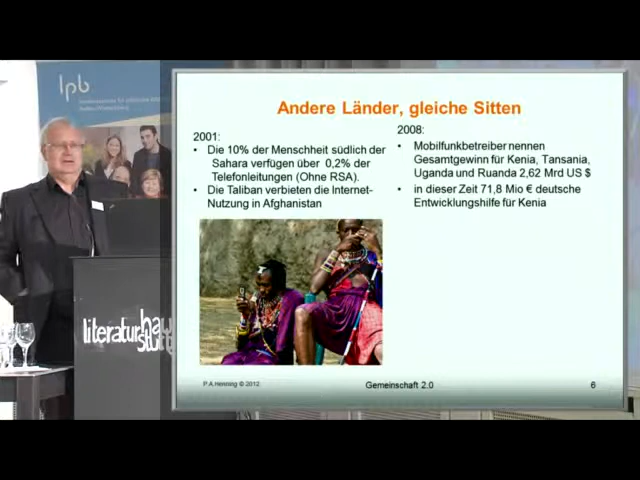 lpb
Andere Länder, gleiche Sitten
2001:
• Die 10% der Menschheit südlich der
Sahara verfügen über 0,2% der
Telefonleitungen (Ohne RSA).
• Die Taliban verbieten die Internet-
Nutzung in Afghanistan
2008:
• Mobilfunkbetreiber nennen
Gesamtgewinn für Kenia, Tansania,
Uganda und Ruanda 2,62 Mrd US $
• in dieser Zeit 71,8 Mio € deutsche
Entwicklungshilfe für Kenia
literatur
P.A.Henning © 2012
Gemeinschaft 2.0
6